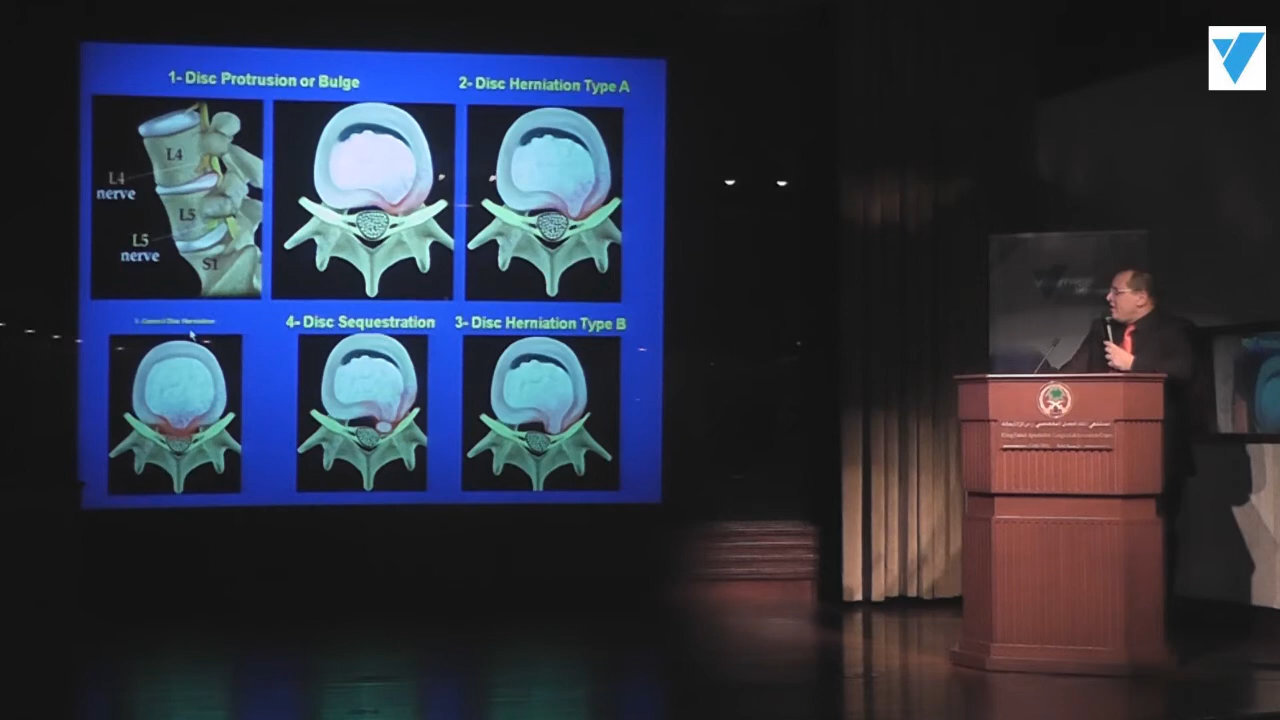 1- Disc Protrusion or Bulge
2- Disc Herniation Type A
L4
L4
nerve
L5
L5
nerve
S1
4- Disc Sequestration
3- Disc Herniation Type B